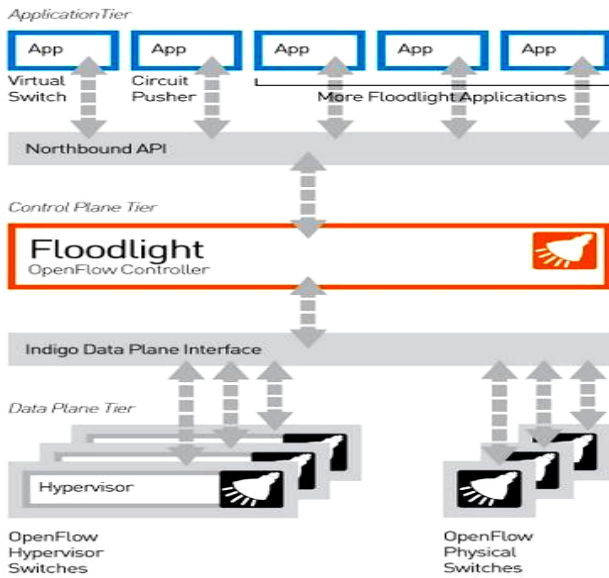 ApplicationTier
App App App App App
Virtual Circuit
Switch Pusher More Floodlight Applications
Northbound API
Control Plane Tier
Floodlight
OpenFlow Controller
Indigo Data Plane Interface
Data Plane Tier
Hypervisor
OpenFlow OpenFlow
Hypervisor Physical
Switches Switches